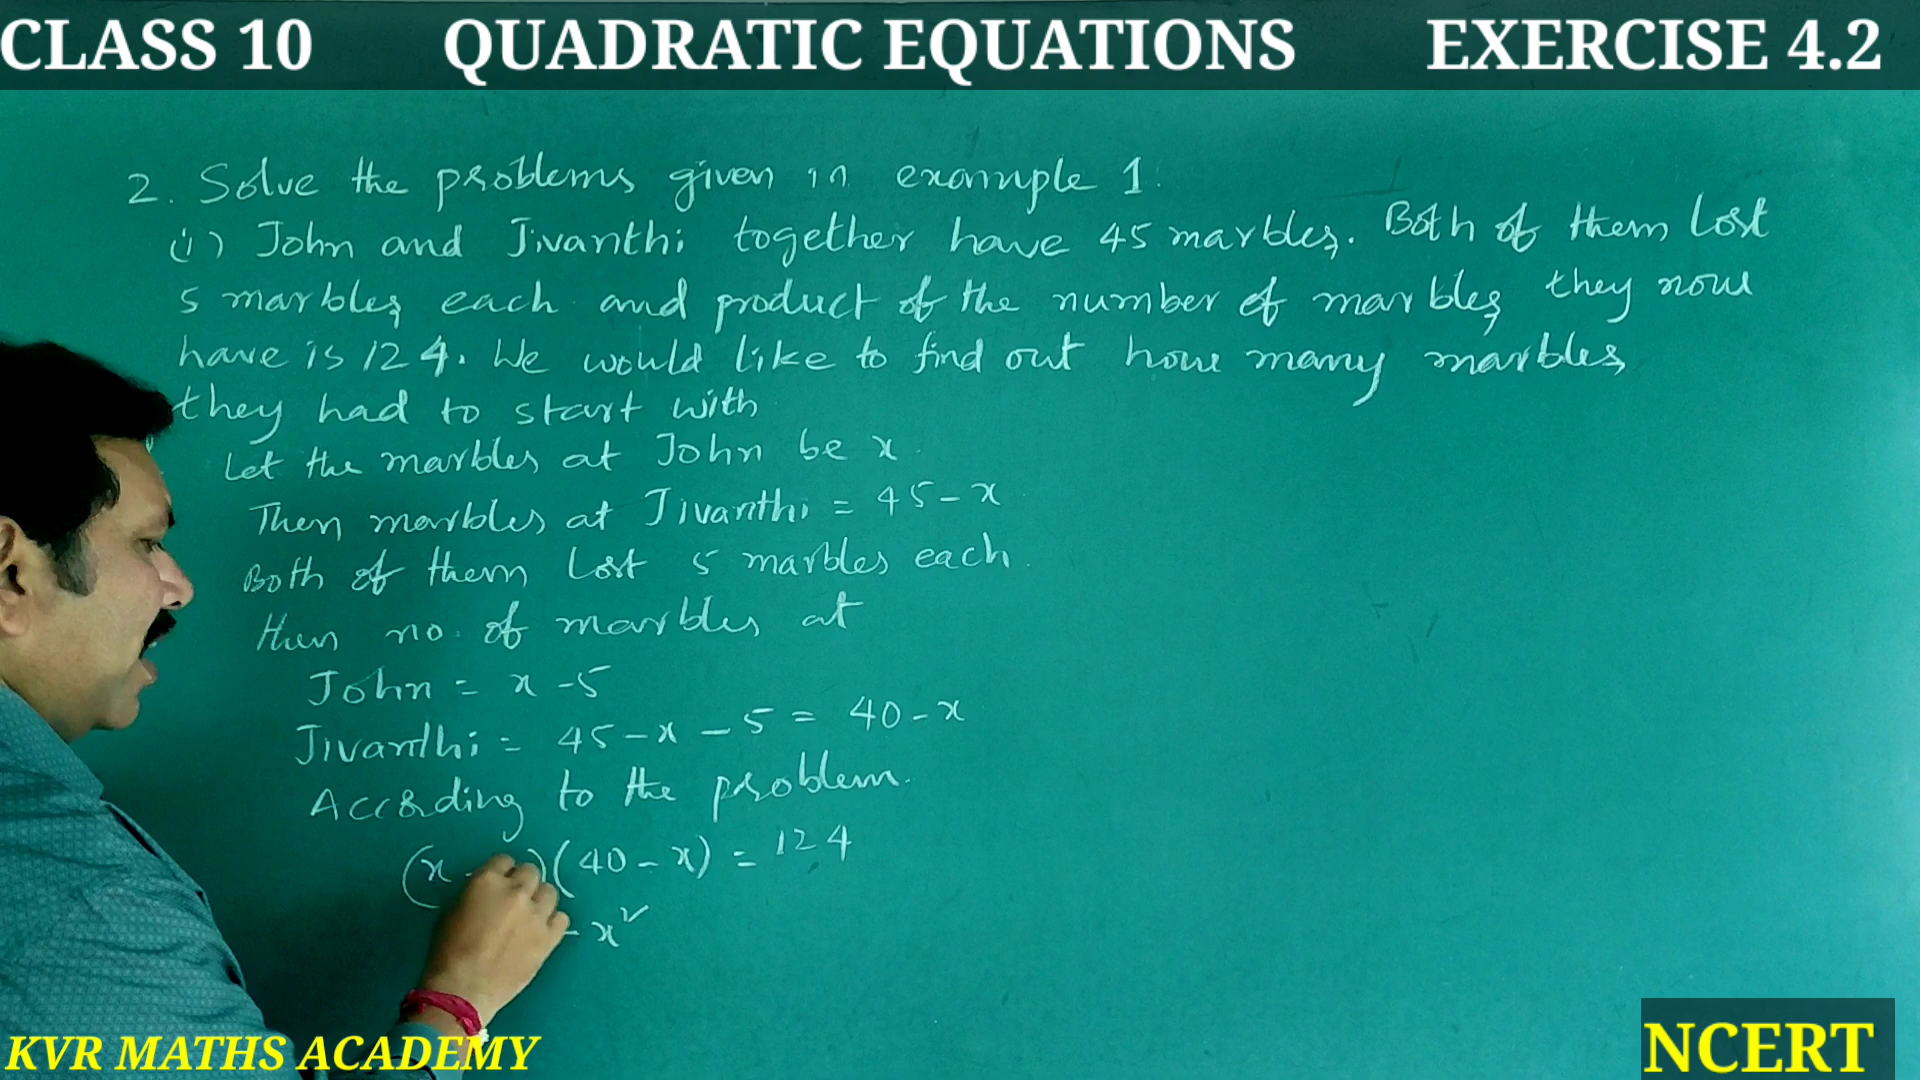 CLASS 10 QUADRATIC EQUATIONS EXERCISE 4.2
2. Solve the problems given in example 1.
(i) John and Jivanthi together have 45 marbles. Both of them lost
5 marbles each and product of the number of marbles they now
have is 124. We would like to find out how many marbles
they had to start with
Let the marbles at John be x.
Then marbles at Jivanthi = 45 - x
Both of them lost 5 marbles each.
then no. of marbles at
John = x - 5
Jivanthi = 45 - x - 5 = 40 - x
According to the problem.
(x - )(40 - x) = 124
- x²
KVR MATHS ACADEMY
NCERT